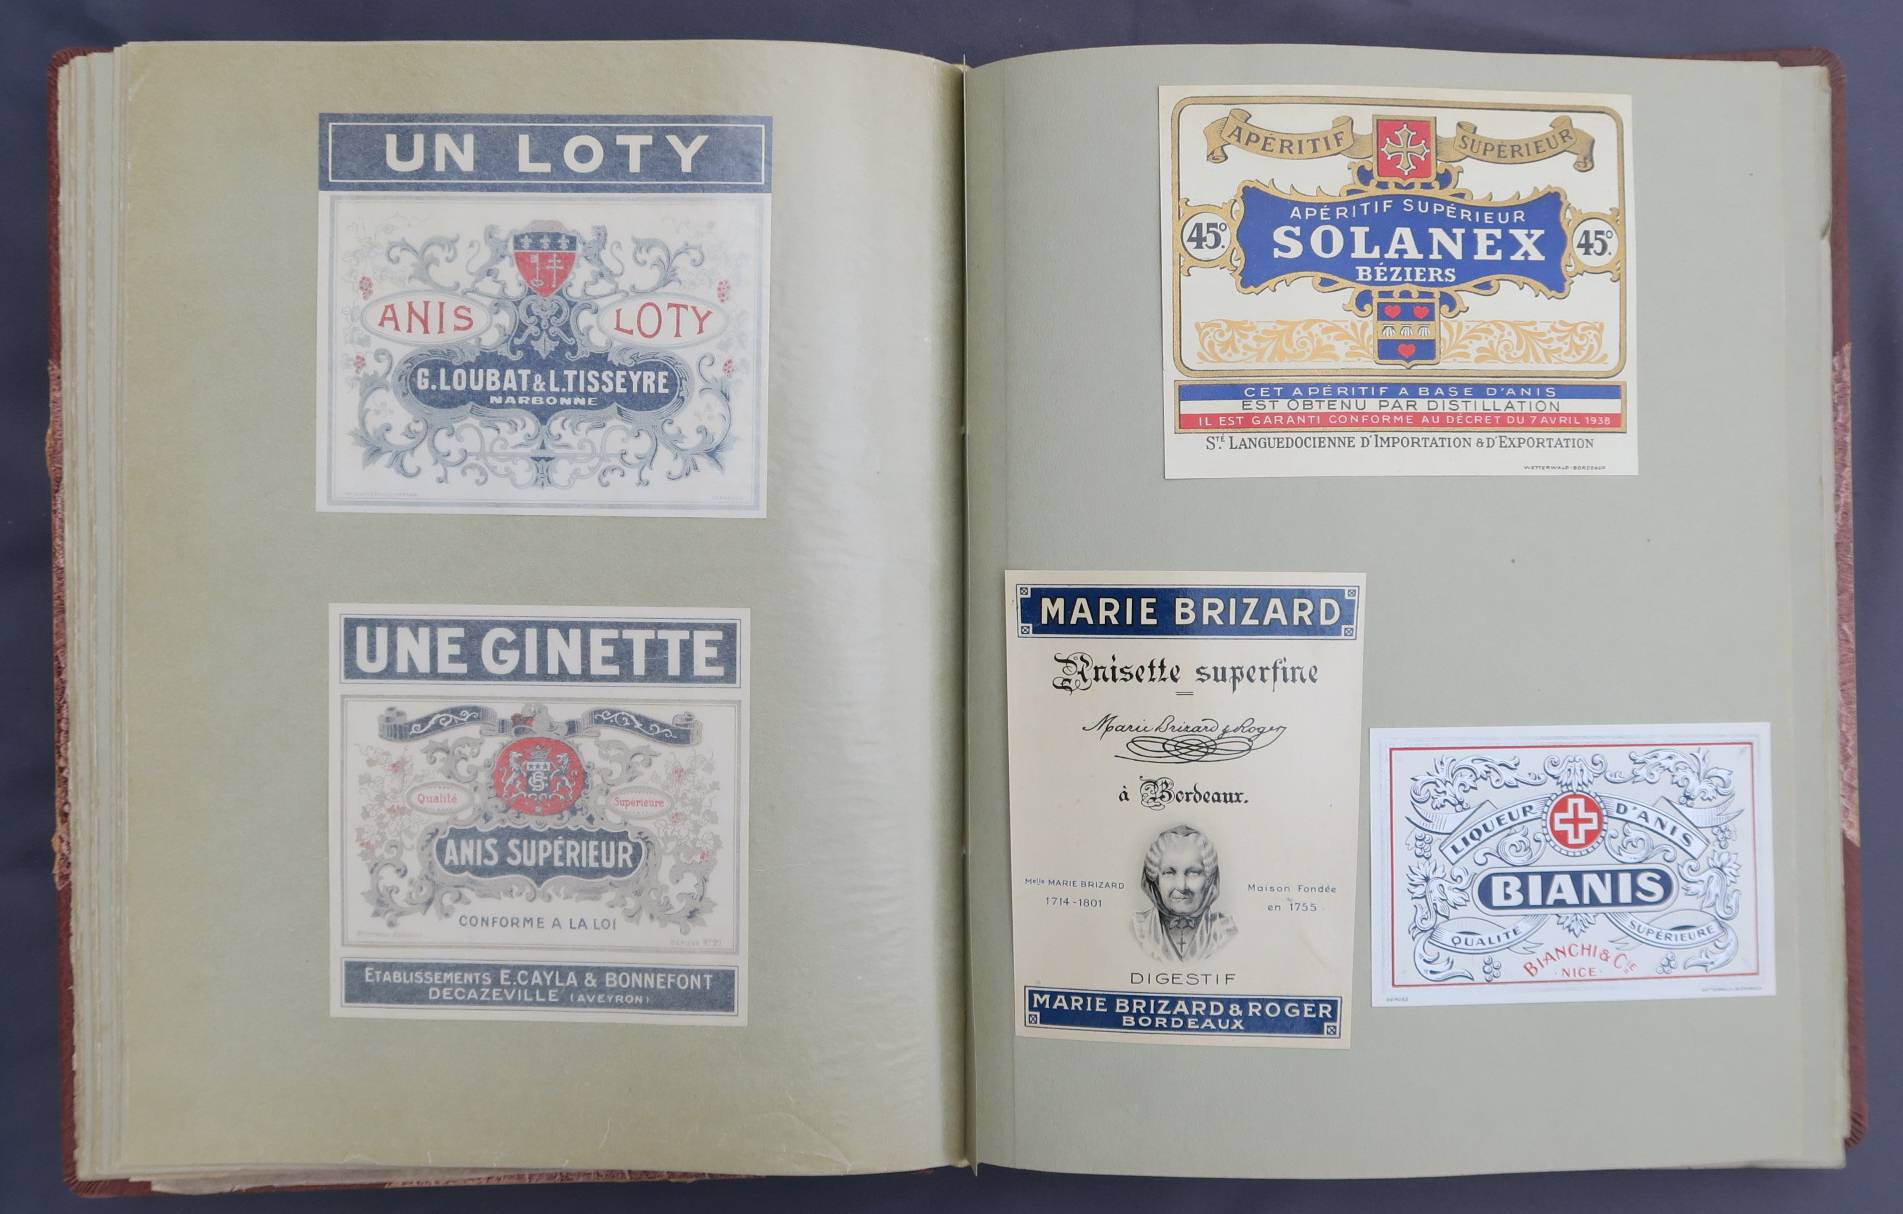 UN LOTY
ANIS LOTY
G. LOUBAT & L. TISSEYRE
NARBONNE
UNE GINETTE
Qualité Supérieure
ANIS SUPÉRIEUR
CONFORME A LA LOI
ETABLISSEMENTS E. CAYLA & BONNEFONT
DECAZEVILLE (AVEYRON)
APÉRITIF SUPÉRIEUR
APÉRITIF SUPÉRIEUR
45° SOLANEX 45°
BÉZIERS
CET APÉRITIF A BASE D'ANIS
EST OBTENU PAR DISTILLATION
IL EST GARANTI CONFORME AU DÉCRET DU 7 AVRIL 1938
STÉ LANGUEDOCIENNE D'IMPORTATION & D'EXPORTATION
WETTERWALD-BORDEAUX
MARIE BRIZARD
Anisette superfine
Marie Brizard & Roger
à Bordeaux.
Melle MARIE BRIZARD
1714-1801
Maison Fondée
en 1755
DIGESTIF
MARIE BRIZARD & ROGER
BORDEAUX
LIQUEUR D'ANIS
BIANIS
QUALITÉ SUPÉRIEURE
BIANCHI & Cie
NICE